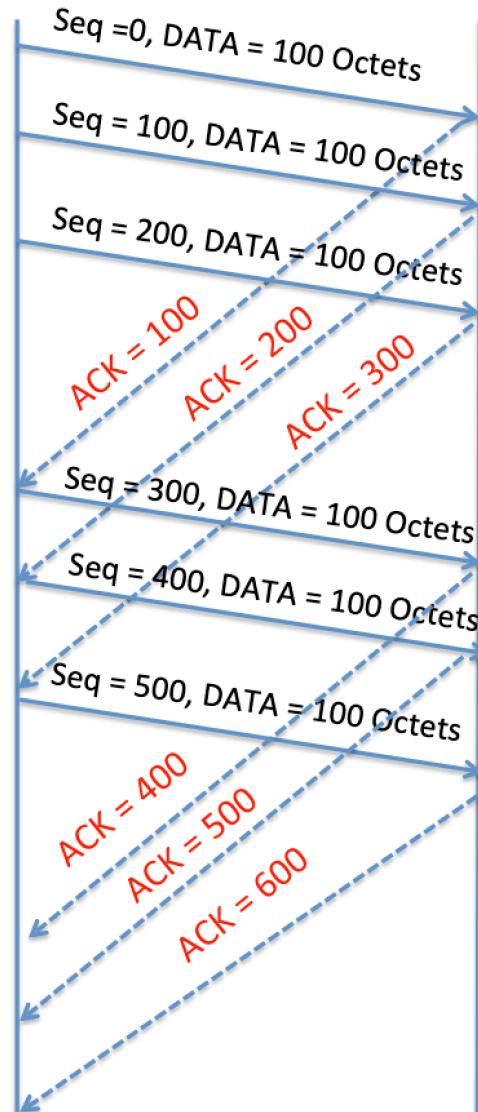 Seq =0, DATA = 100 Octets
Seq = 100, DATA = 100 Octets
Seq = 200, DATA = 100 Octets
ACK = 100
ACK = 200
ACK = 300
Seq = 300, DATA = 100 Octets
Seq = 400, DATA = 100 Octets
Seq = 500, DATA = 100 Octets
ACK = 400
ACK = 500
ACK = 600